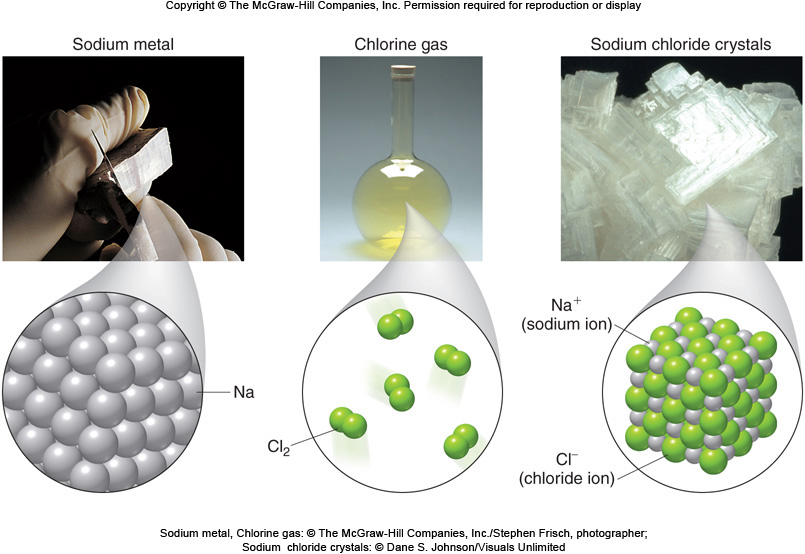 Copyright © The McGraw-Hill Companies, Inc. Permission required for reproduction or display
Sodium metal
Chlorine gas
Sodium chloride crystals
Na⁺
(sodium ion)
Na
Cl₂
Cl⁻
(chloride ion)
Sodium metal, Chlorine gas: © The McGraw-Hill Companies, Inc./Stephen Frisch, photographer;
Sodium chloride crystals: © Dane S. Johnson/Visuals Unlimited